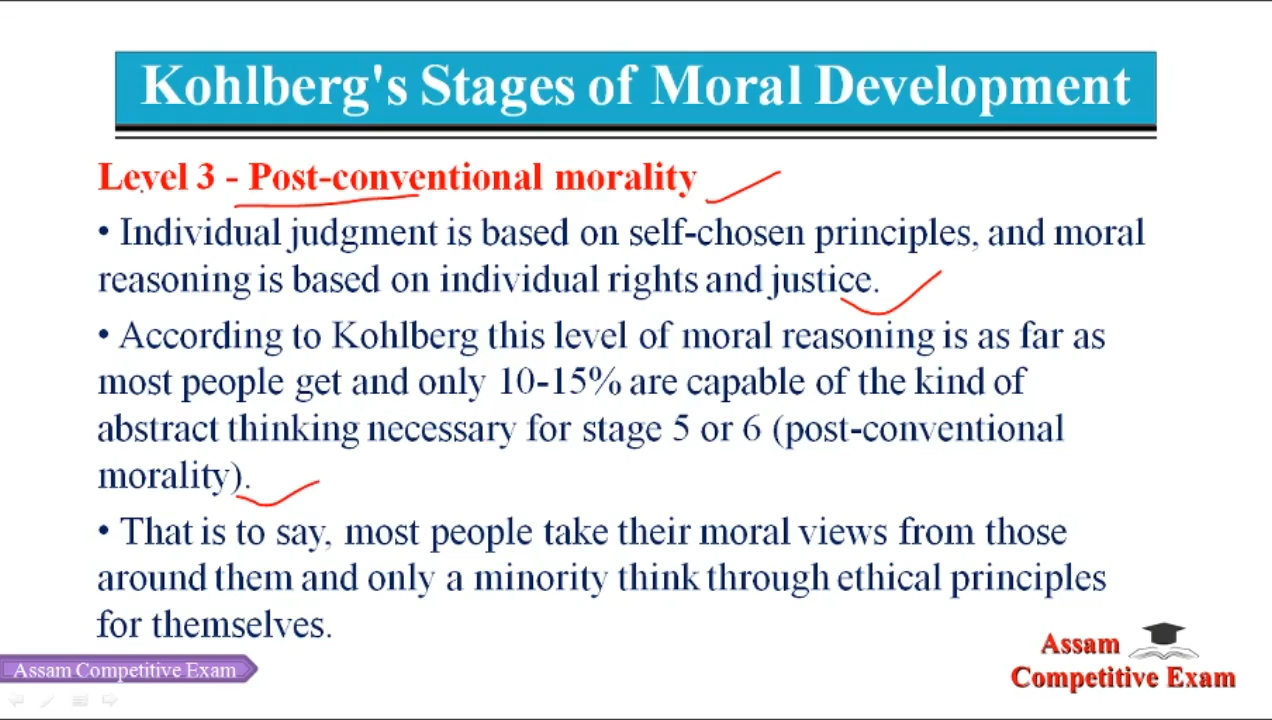 Kohlberg's Stages of Moral Development
Level 3 - Post-conventional morality
• Individual judgment is based on self-chosen principles, and moral
reasoning is based on individual rights and justice.
• According to Kohlberg this level of moral reasoning is as far as
most people get and only 10-15% are capable of the kind of
abstract thinking necessary for stage 5 or 6 (post-conventional
morality).
• That is to say, most people take their moral views from those
around them and only a minority think through ethical principles
for themselves.
Assam Competitive Exam
Assam
Competitive Exam